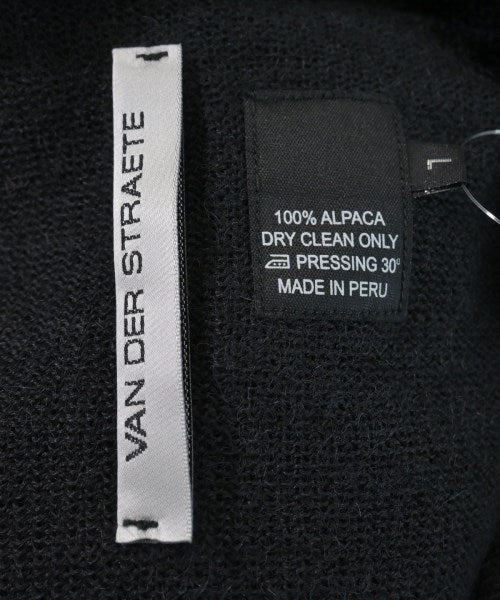 VAN DER STRAETE
L
100% ALPACA
DRY CLEAN ONLY
PRESSING 30°
MADE IN PERU